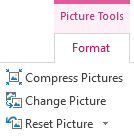 Picture Tools
Format
Compress Pictures
Change Picture
Reset Picture